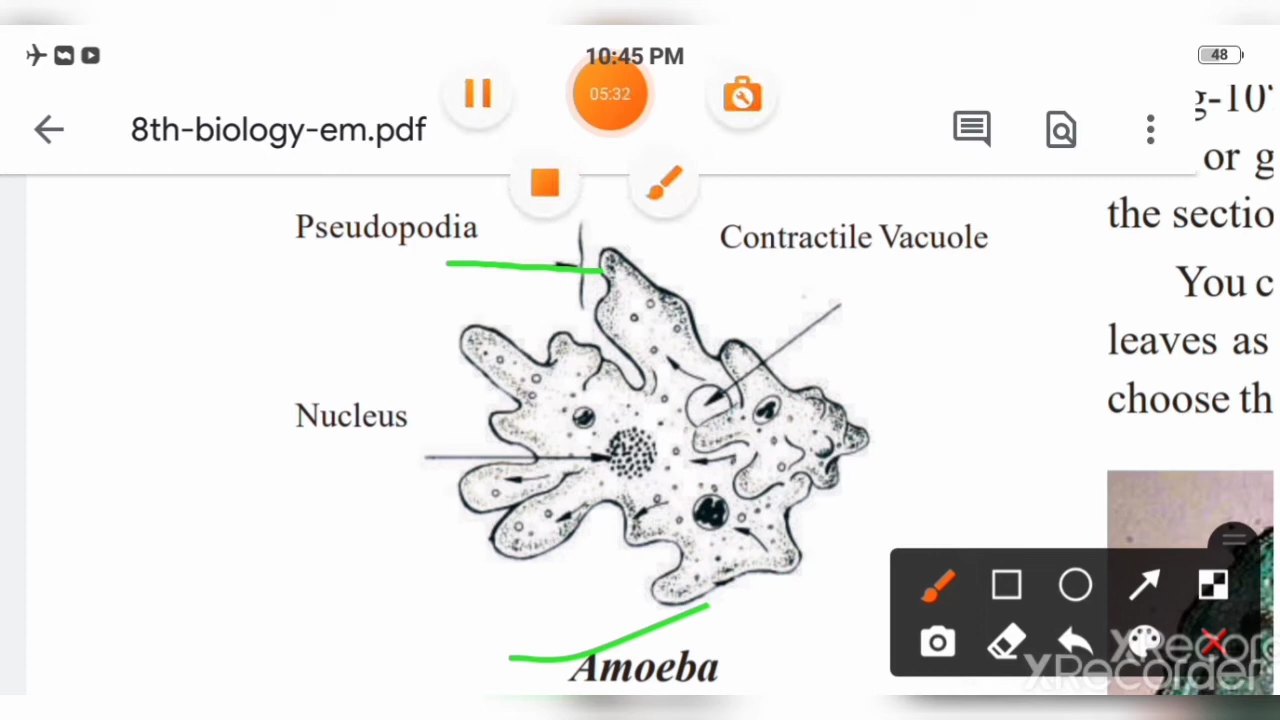 10:45 PM
48
05:32
8th-biology-em.pdf
or g
the sectio
Pseudopodia
Contractile Vacuole
You c
leaves as
Nucleus
choose th
Amoeba
XRecorder
XRecorder